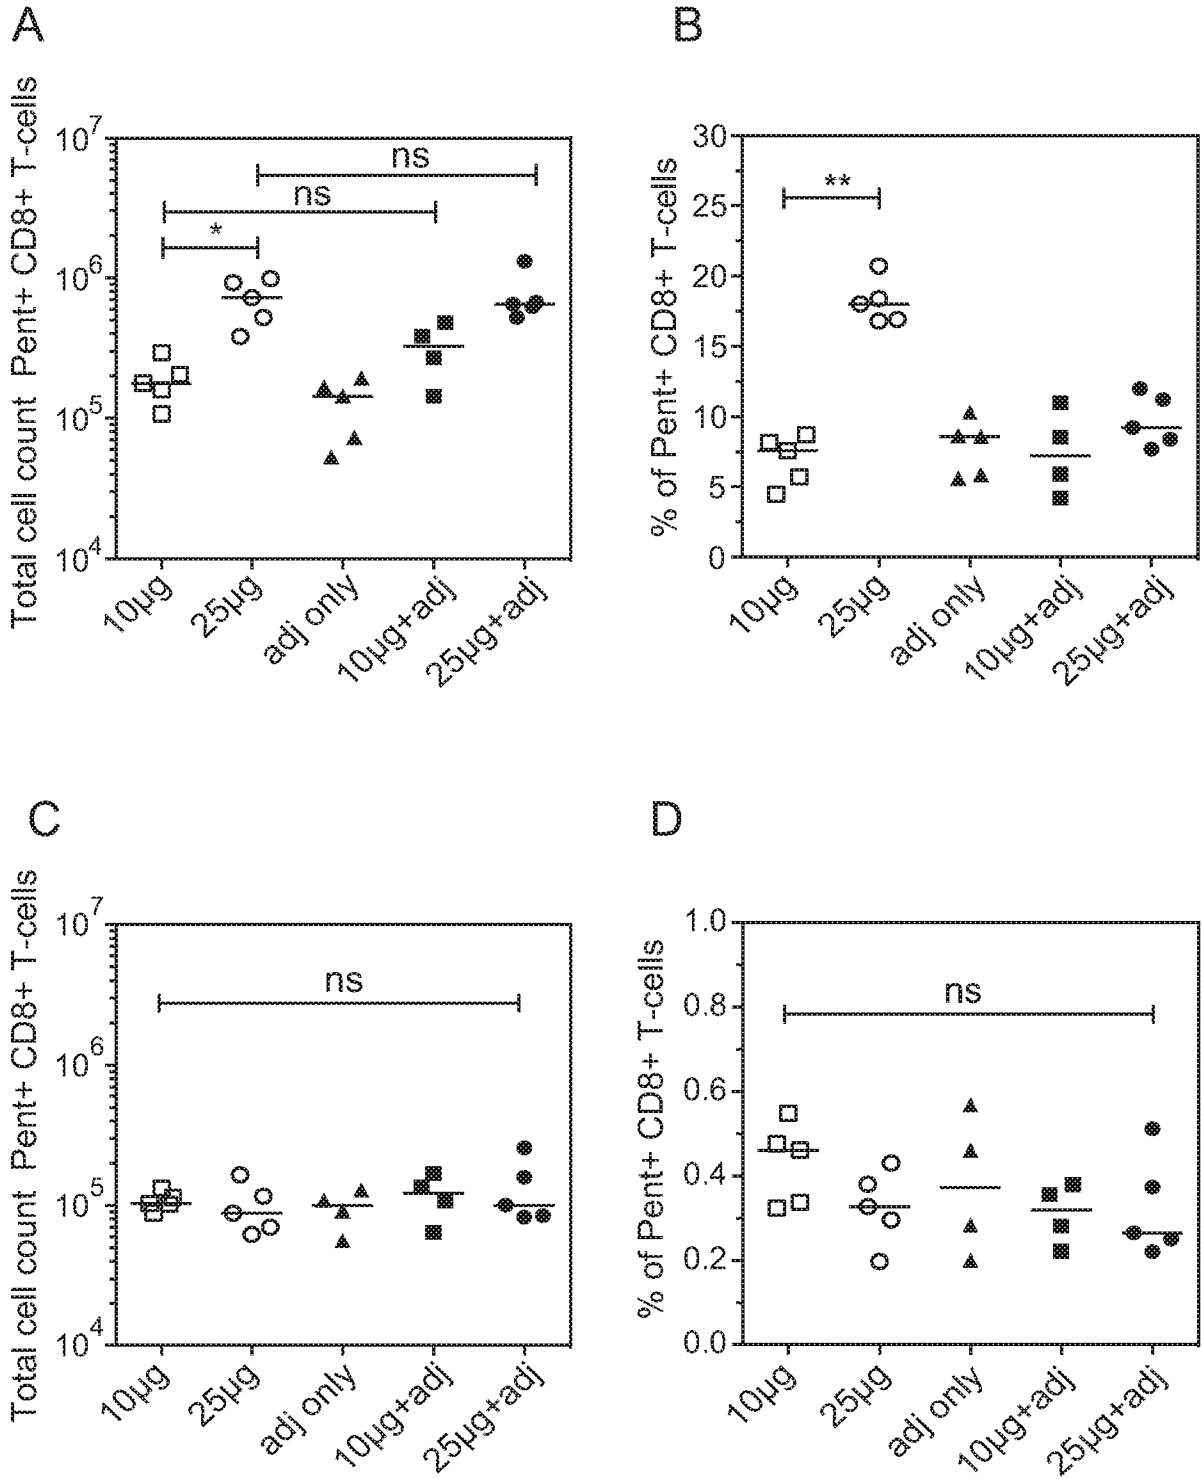 A
Total cell count Pent+ CD8+ T-cells
10⁷
10⁶
10⁵
10⁴
ns
ns
*
10µg
25µg
adj only
10µg+adj
25µg+adj
B
% of Pent+ CD8+ T-cells
30
25
20
15
10
5
0
**
10µg
25µg
adj only
10µg+adj
25µg+adj
C
Total cell count Pent+ CD8+ T-cells
10⁷
10⁶
10⁵
10⁴
ns
10µg
25µg
adj only
10µg+adj
25µg+adj
D
% of Pent+ CD8+ T-cells
1.0
0.8
0.6
0.4
0.2
0.0
ns
10µg
25µg
adj only
10µg+adj
25µg+adj